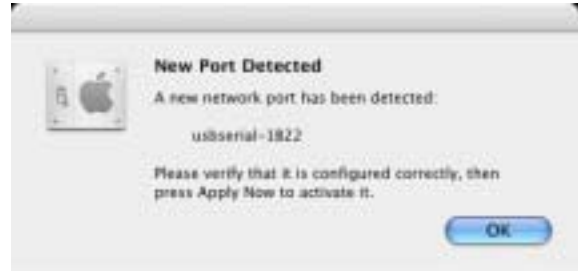 New Port Detected
A new network port has been detected:
usbserial-1822
Please verify that it is configured correctly, then
press Apply Now to activate it.
OK